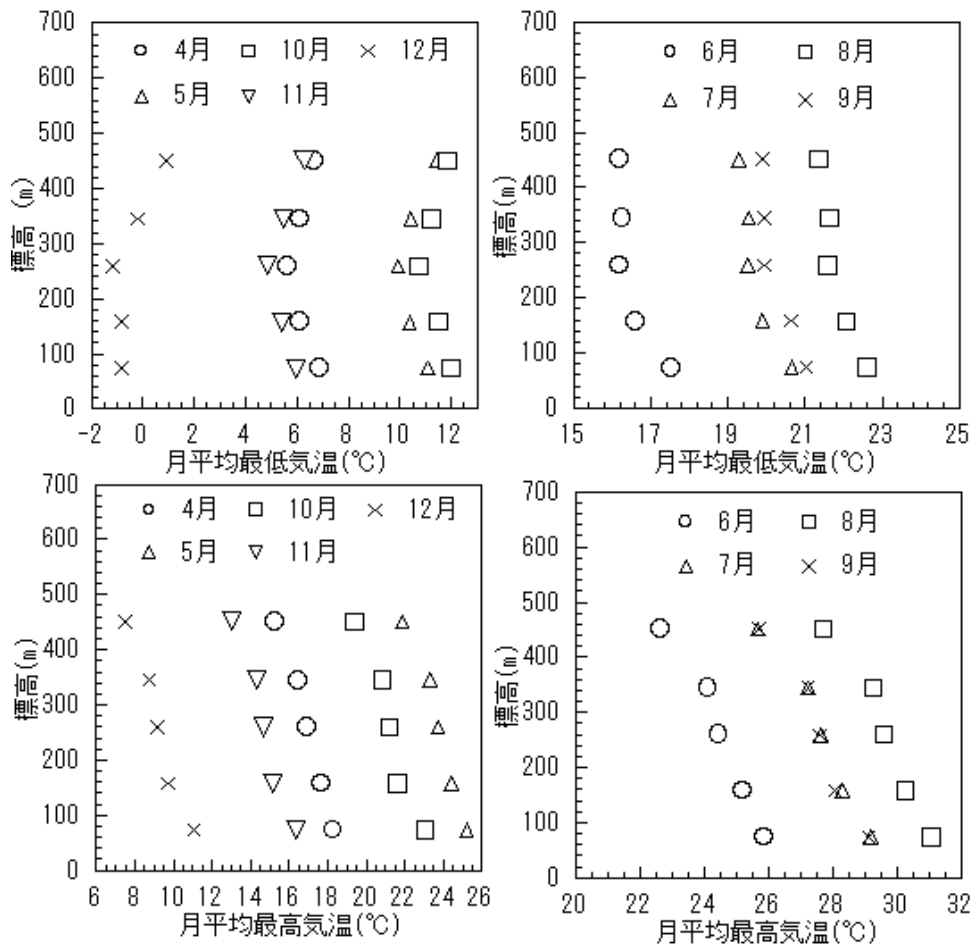 700
600
500
400
300
200
100
0
標高 (m)
○ 4月 □ 10月 × 12月
△ 5月 ▽ 11月
-2 0 2 4 6 8 10 12
月平均最低気温(℃)
700
600
500
400
300
200
100
0
標高(m)
○ 6月 □ 8月
△ 7月 × 9月
15 17 19 21 23 25
月平均最低気温(℃)
700
600
500
400
300
200
100
0
標高(m)
○ 4月 □ 10月 × 12月
△ 5月 ▽ 11月
6 8 10 12 14 16 18 20 22 24 26
月平均最高気温(℃)
700
600
500
400
300
200
100
0
標高(m)
○ 6月 □ 8月
△ 7月 × 9月
20 22 24 26 28 30 32
月平均最高気温(℃)